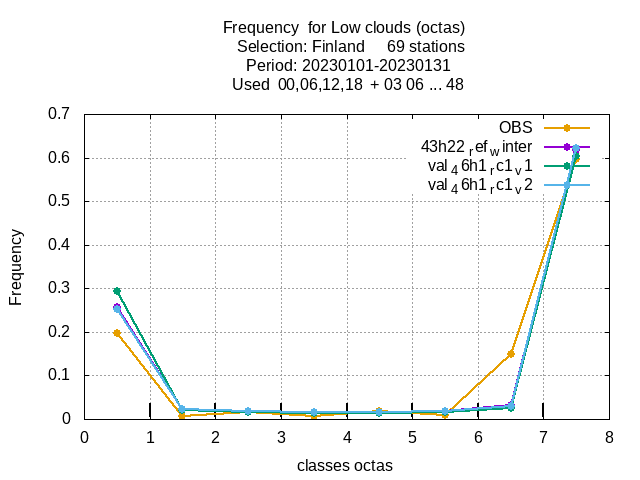 Frequency  for Low clouds (octas)
Selection: Finland     69 stations
Period: 20230101-20230131
Used  00,06,12,18  + 03 06 ... 48
0.7
0.6
0.5
0.4
0.3
0.2
0.1
0
Frequency
OBS
43h22_ref_winter
val_46h1_rc1_v1
val_46h1_rc1_v2
0 1 2 3 4 5 6 7 8
classes octas